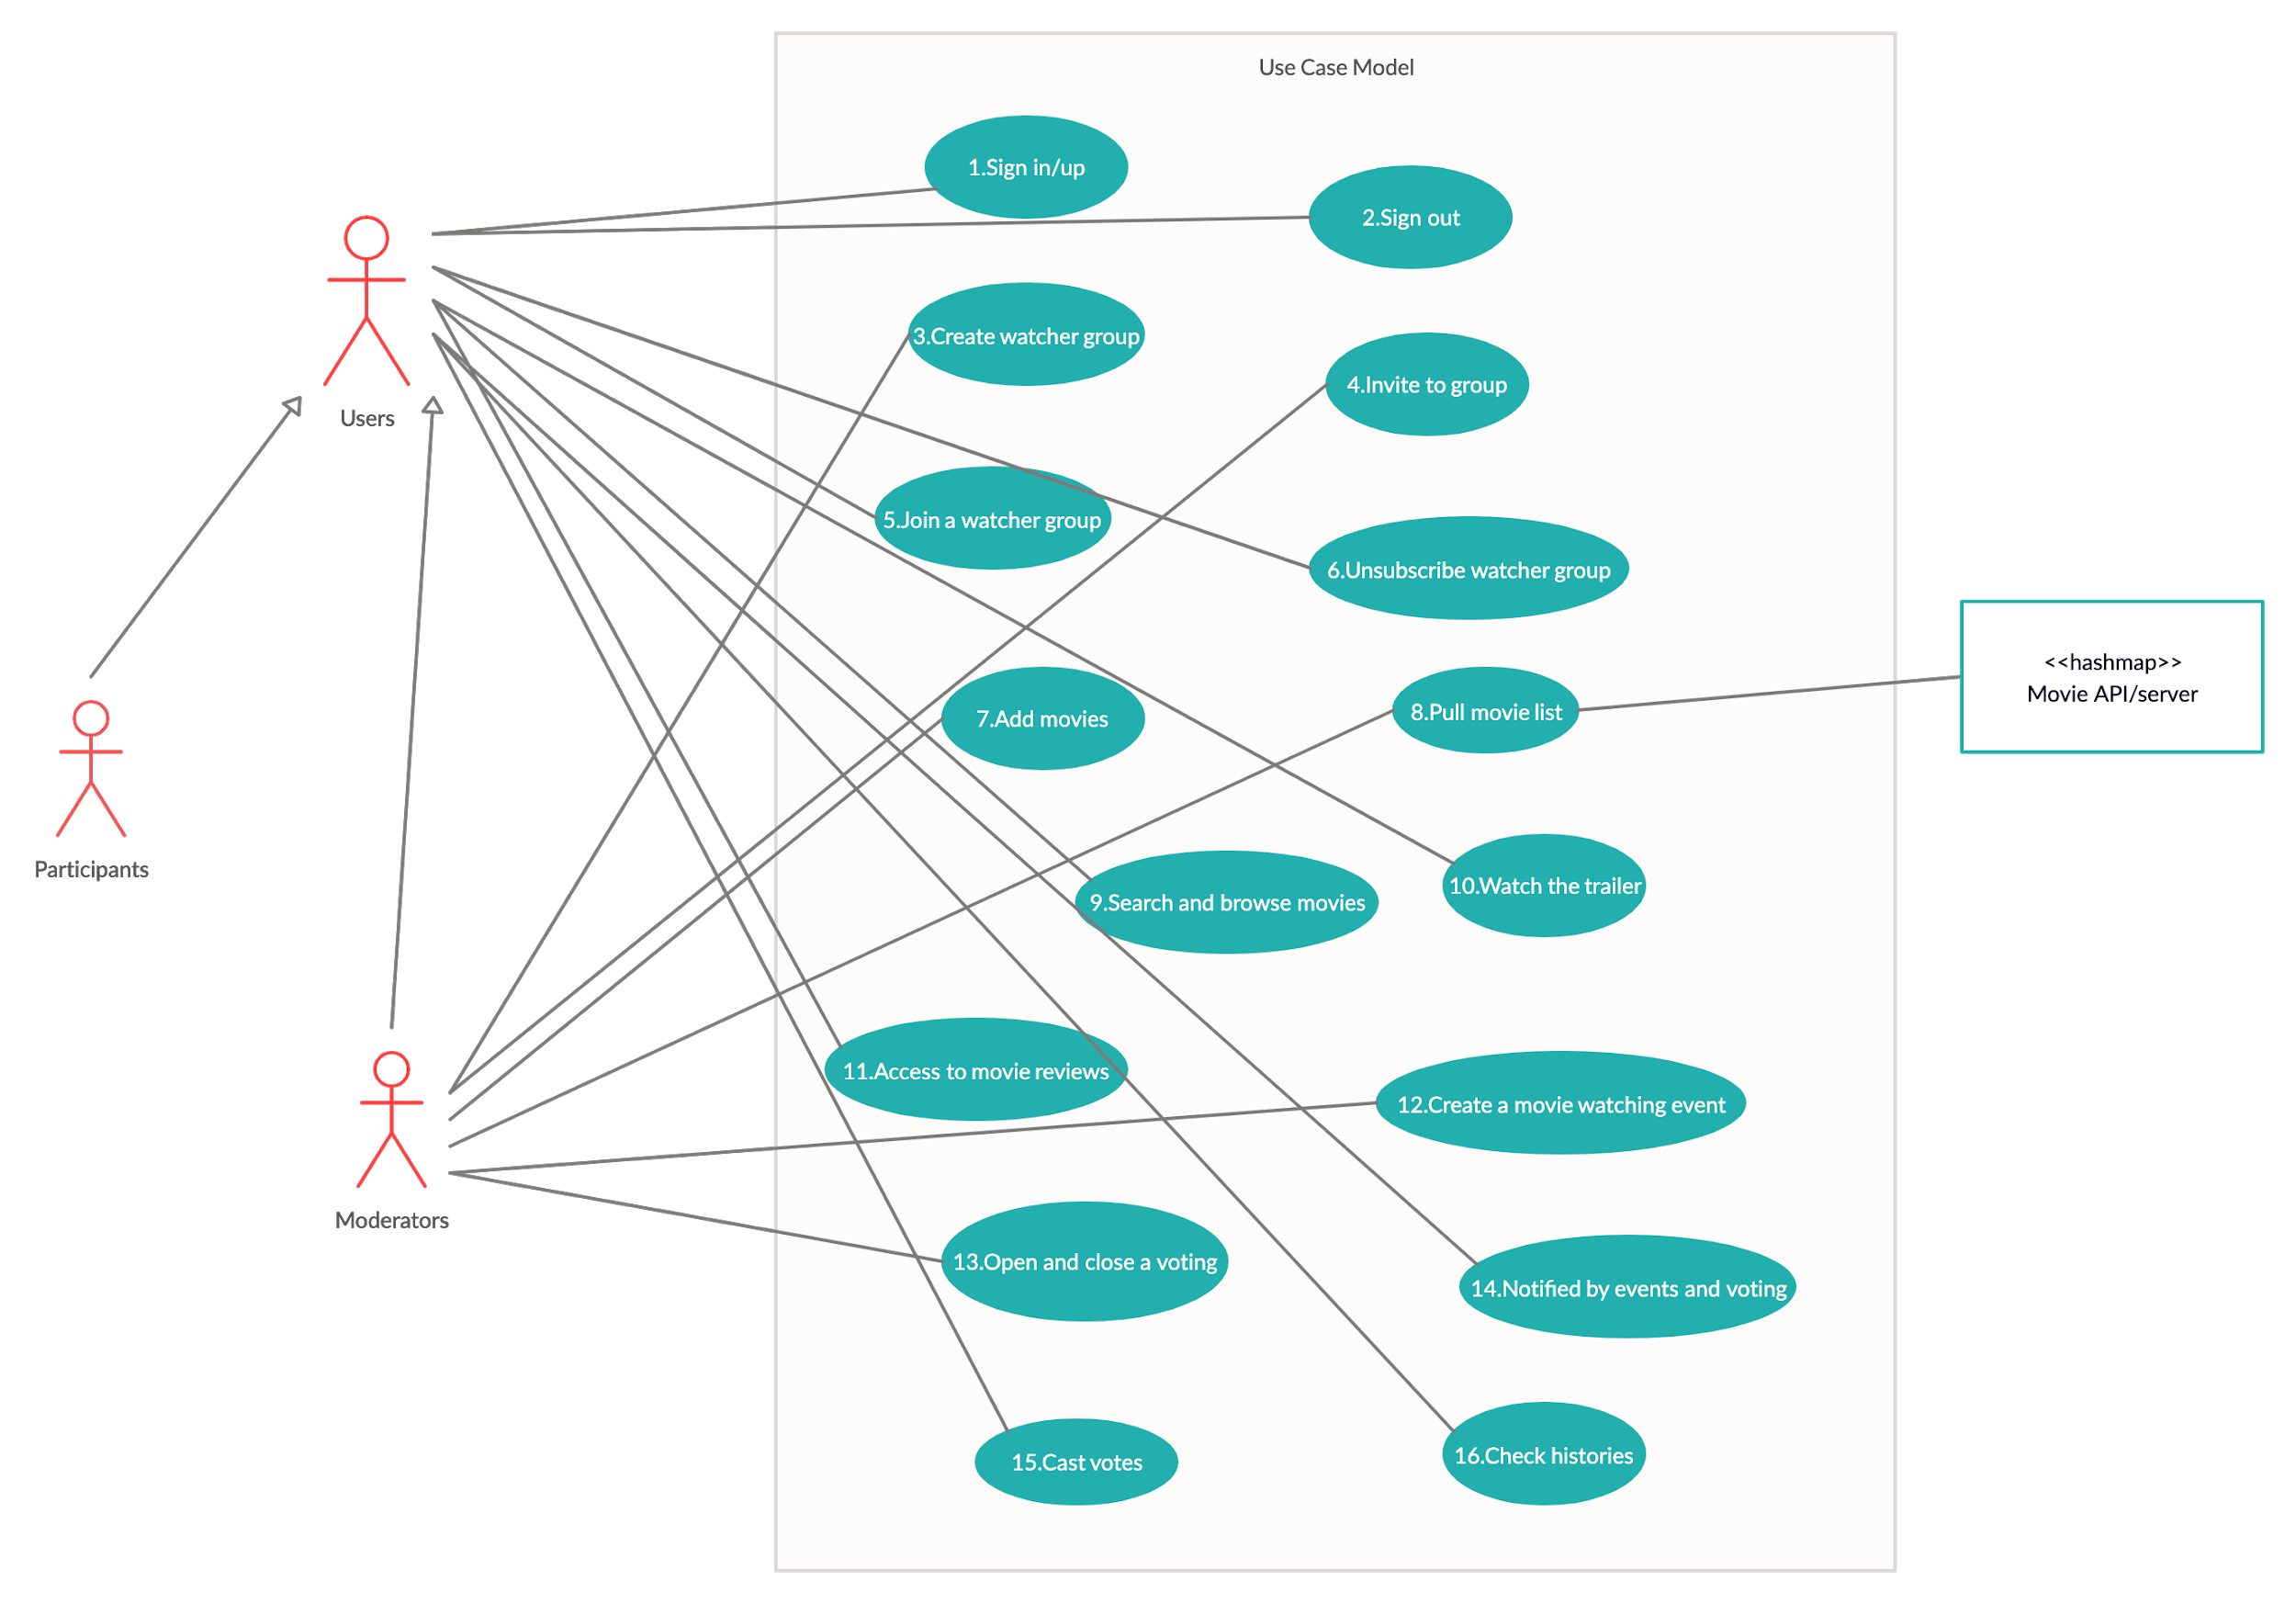 Use Case Model
1.Sign in/up
2.Sign out
3.Create watcher group
4.Invite to group
Users
5.Join a watcher group
6.Unsubscribe watcher group
<<hashmap>>
Movie API/server
7.Add movies
8.Pull movie list
Participants
9.Search and browse movies
10.Watch the trailer
11.Access to movie reviews
12.Create a movie watching event
Moderators
13.Open and close a voting
14.Notified by events and voting
15.Cast votes
16.Check histories